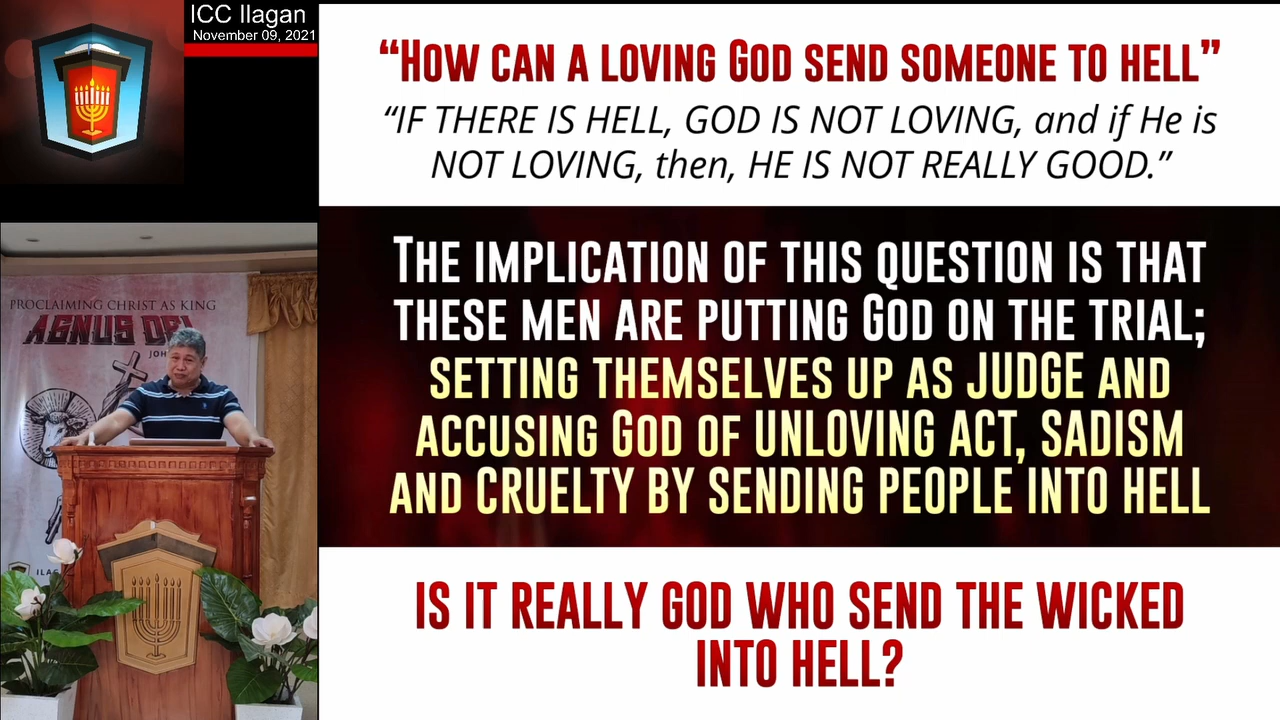 ICC Ilagan
November 09, 2021
“HOW CAN A LOVING GOD SEND SOMEONE TO HELL”
“IF THERE IS HELL, GOD IS NOT LOVING, and if He is
NOT LOVING, then, HE IS NOT REALLY GOOD.”
THE IMPLICATION OF THIS QUESTION IS THAT
THESE MEN ARE PUTTING GOD ON THE TRIAL;
SETTING THEMSELVES UP AS JUDGE AND
ACCUSING GOD OF UNLOVING ACT, SADISM
AND CRUELTY BY SENDING PEOPLE INTO HELL
IS IT REALLY GOD WHO SEND THE WICKED
INTO HELL?
PROCLAIMING CHRIST AS KING
AGNUS DEI
JOH
ILAG